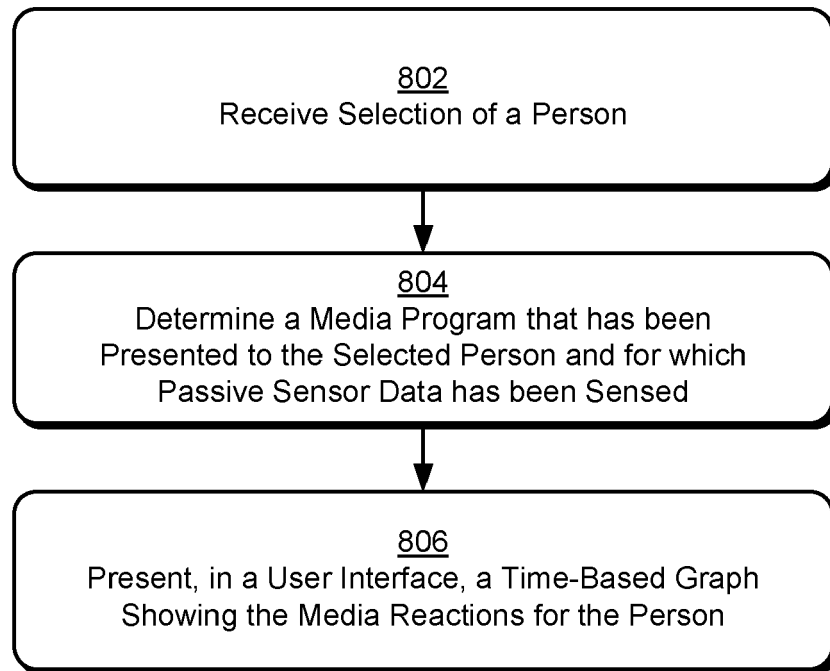 802
Receive Selection of a Person
804
Determine a Media Program that has been
Presented to the Selected Person and for which
Passive Sensor Data has been Sensed
806
Present, in a User Interface, a Time-Based Graph
Showing the Media Reactions for the Person